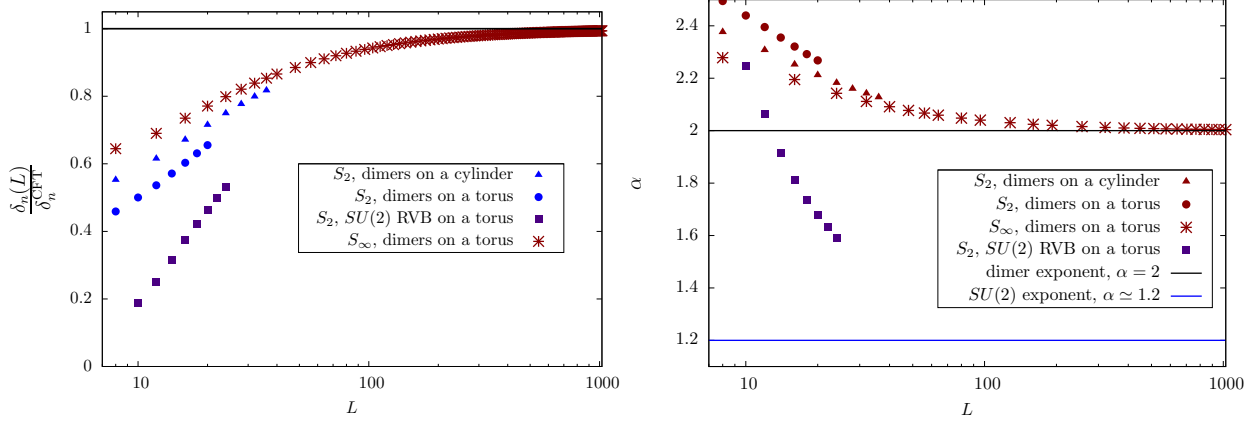 1
0.8
0.6
0.4
0.2
0
10
100
1000
L
δn(L)
δn^CFT
S2, dimers on a cylinder
S2, dimers on a torus
S2, SU(2) RVB on a torus
S∞, dimers on a torus
2.4
2.2
2
1.8
1.6
1.4
1.2
10
100
1000
L
α
S2, dimers on a cylinder
S2, dimers on a torus
S∞, dimers on a torus
S2, SU(2) RVB on a torus
dimer exponent, α = 2
SU(2) exponent, α ≃ 1.2